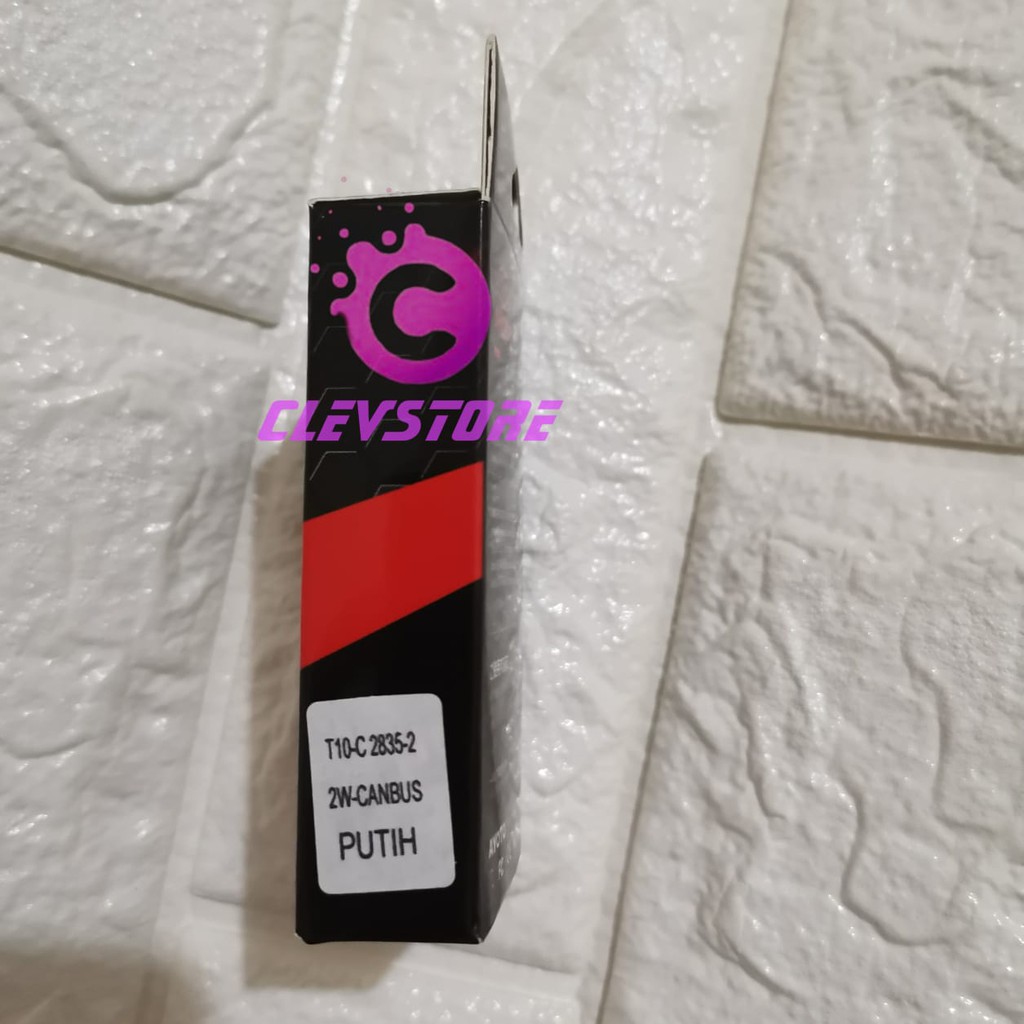 C
CLEVSTORE
T10-C 2835-2
2W-CANBUS
PUTIH